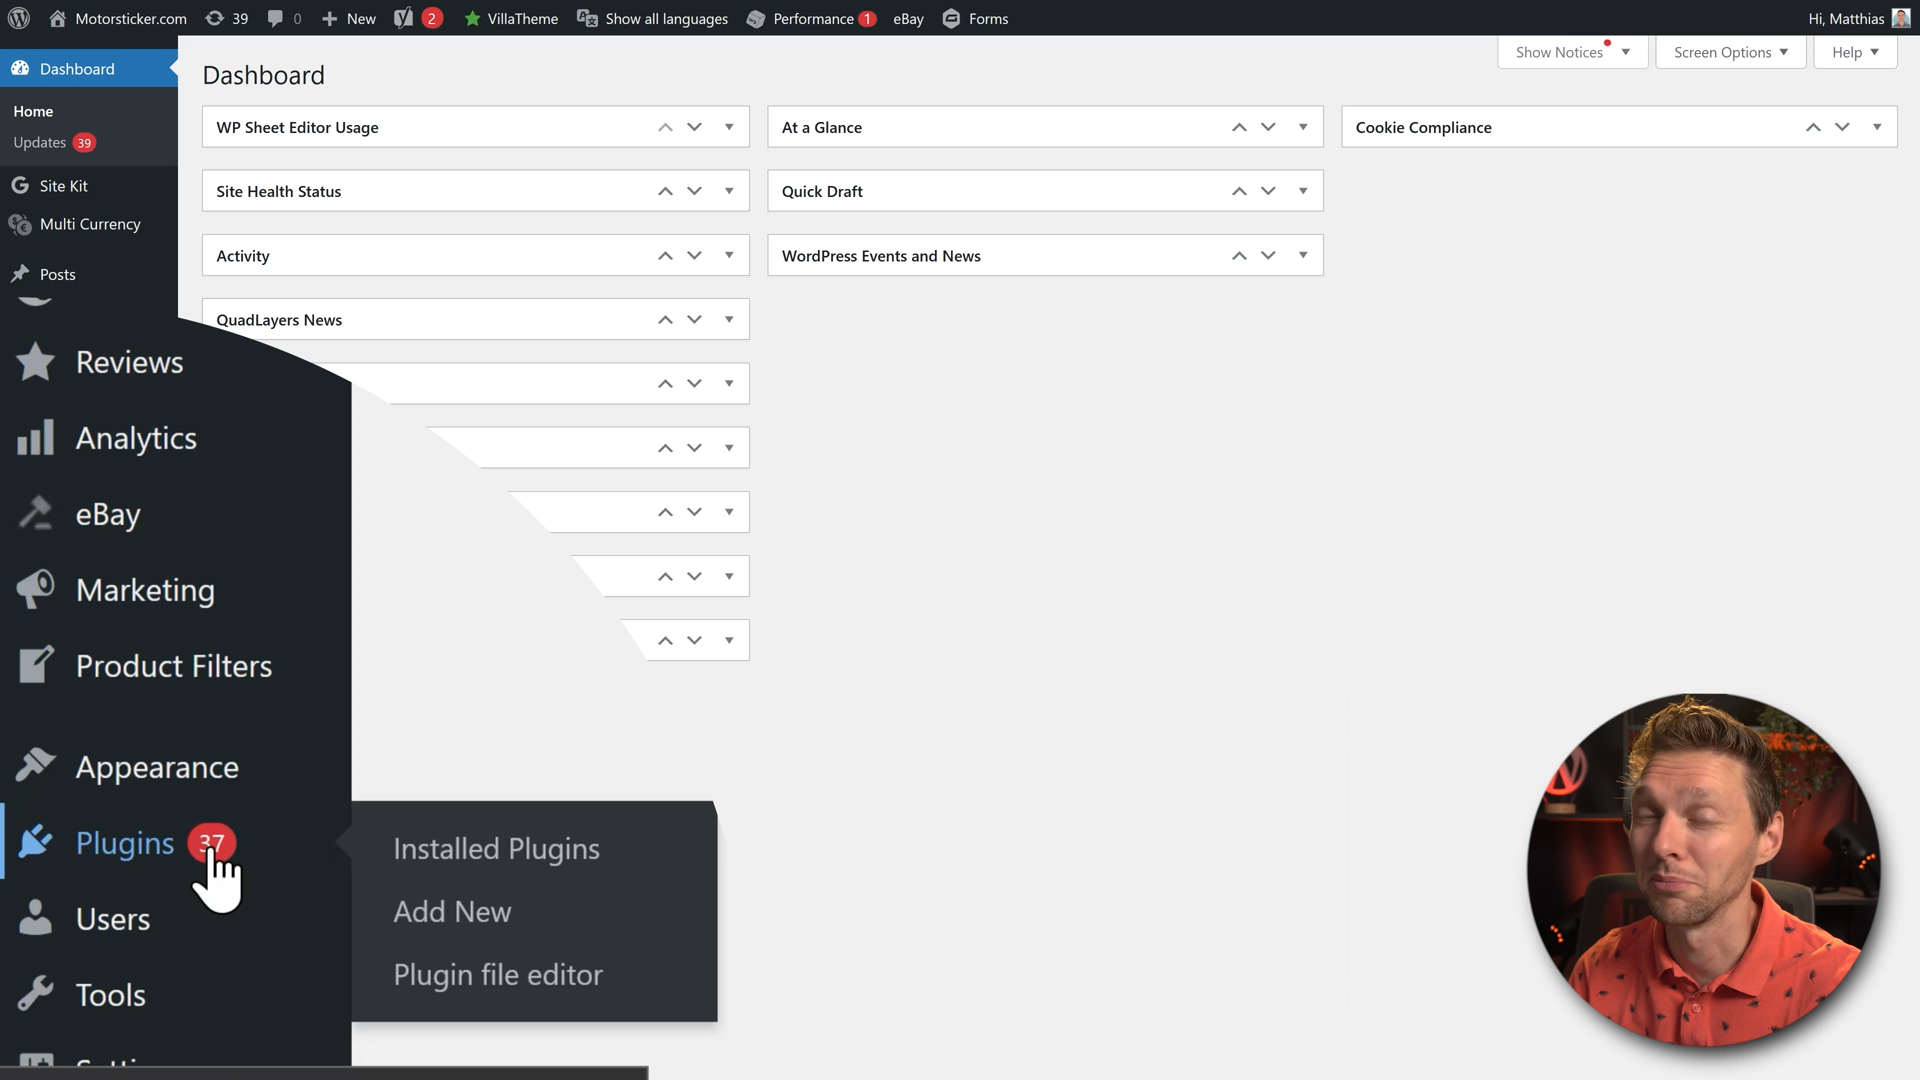 Motorsticker.com 39 0 New 2 VillaTheme Show all languages Performance 1 eBay Forms Hi, Matthias
Show Notices Screen Options Help
Dashboard
Home
Updates 39
Site Kit
Multi Currency
Posts
Reviews
Analytics
eBay
Marketing
Product Filters
Appearance
Plugins 37
Users
Tools
Installed Plugins
Add New
Plugin file editor
Dashboard
WP Sheet Editor Usage
Site Health Status
Activity
QuadLayers News
At a Glance
Quick Draft
WordPress Events and News
Cookie Compliance